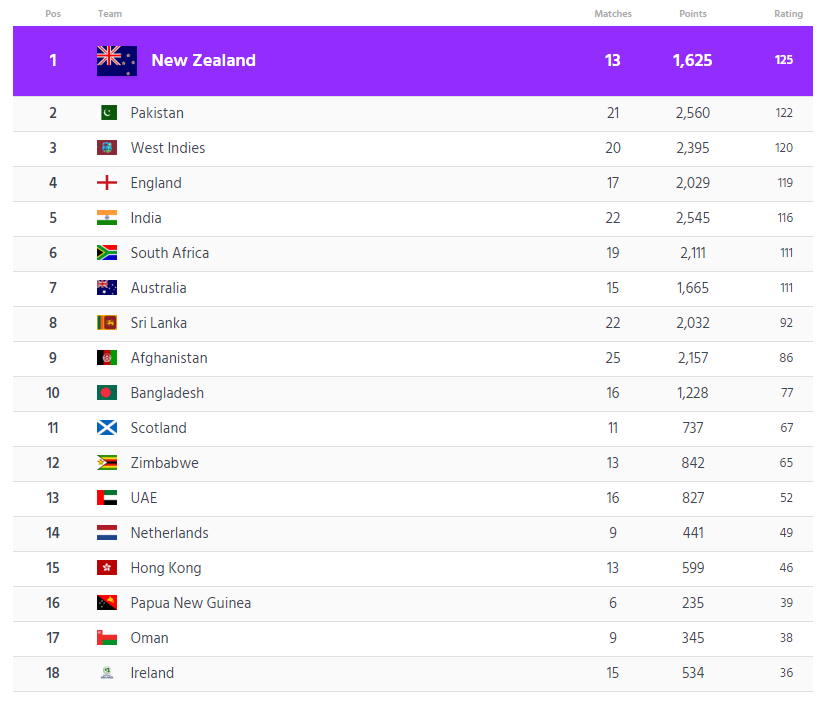 Pos Team Matches Points Rating
1 New Zealand 13 1,625 125
2 Pakistan 21 2,560 122
3 West Indies 20 2,395 120
4 England 17 2,029 119
5 India 22 2,545 116
6 South Africa 19 2,111 111
7 Australia 15 1,665 111
8 Sri Lanka 22 2,032 92
9 Afghanistan 25 2,157 86
10 Bangladesh 16 1,228 77
11 Scotland 11 737 67
12 Zimbabwe 13 842 65
13 UAE 16 827 52
14 Netherlands 9 441 49
15 Hong Kong 13 599 46
16 Papua New Guinea 6 235 39
17 Oman 9 345 38
18 Ireland 15 534 36